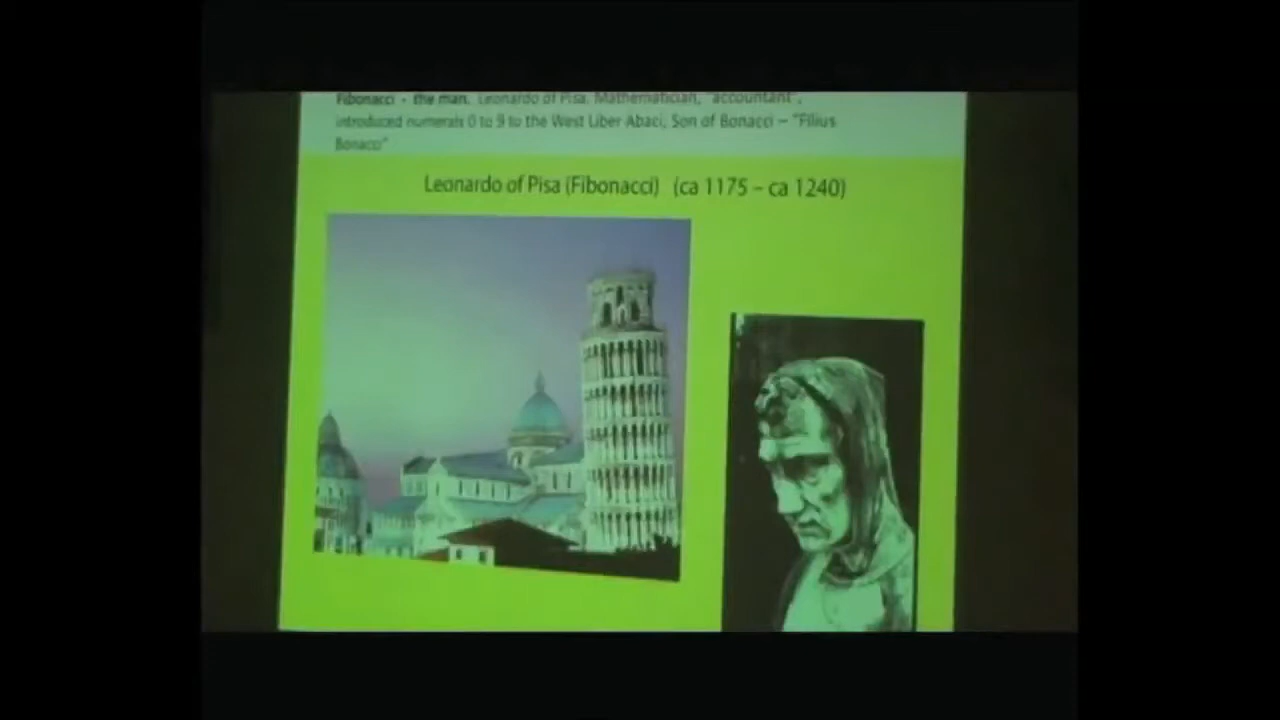 Fibonacci - the man. Leonardo of Pisa. Mathematician, "accountant",
introduced numerals 0 to 9 to the West Liber Abaci, Son of Bonacci – "Filius
Bonacci"
Leonardo of Pisa (Fibonacci) (ca 1175 – ca 1240)